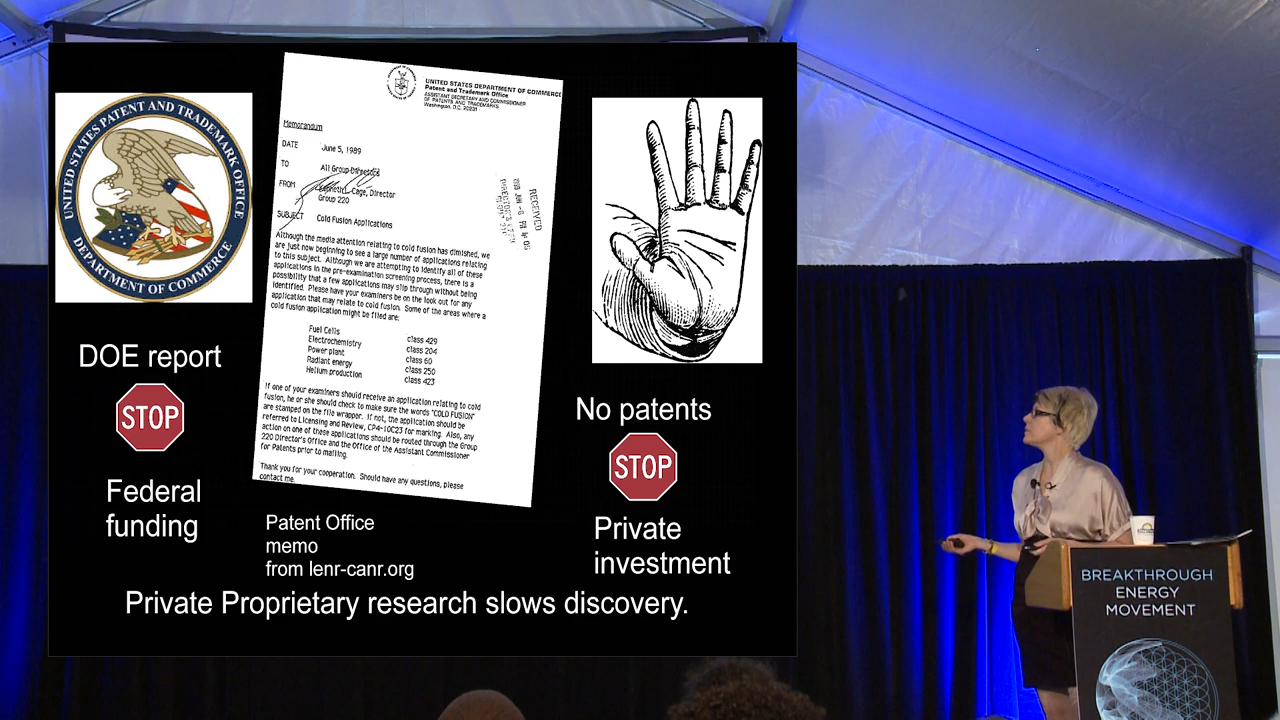 UNITED STATES PATENT AND TRADEMARK OFFICE
DEPARTMENT OF COMMERCE
DOE report
STOP
Federal
funding
UNITED STATES DEPARTMENT OF COMMERCE
Patent and Trademark Office
ASSISTANT SECRETARY AND COMMISSIONER
OF PATENTS AND TRADEMARKS
Washington, D.C. 20231
Memorandum
DATE June 5, 1989
TO All Group Directors
FROM Kenneth L. Cage, Director
Group 220
SUBJECT Cold Fusion Applications
RECEIVED
Although the media attention relating to cold fusion has diminished, we
are just now beginning to see a large number of applications relating
to this subject. Although we are attempting to identify all of these
applications in the pre-examination screening process, there is a
possibility that a few applications may slip through without being
identified. Please have your examiners be on the look out for any
application that may relate to cold fusion. Some of the areas where a
cold fusion application might be filed are:
Fuel Cells class 429
Electrochemistry class 204
Power plant class 60
Radiant energy class 250
Helium production class 423
If one of your examiners should receive an application relating to cold
fusion, he or she should check to make sure the words "COLD FUSION"
are stamped on the file wrapper. If not, the application should be
referred to Licensing and Review, CP4-10C23 for marking. Also, any
action on one of these applications should be routed through the Group
220 Director's Office and the Office of the Assistant Commissioner
for Patents prior to mailing.
Thank you for your cooperation. Should have any questions, please
contact me.
Patent Office
memo
from lenr-canr.org
No patents
STOP
Private
investment
Private Proprietary research slows discovery.
BREAKTHROUGH
ENERGY
MOVEMENT